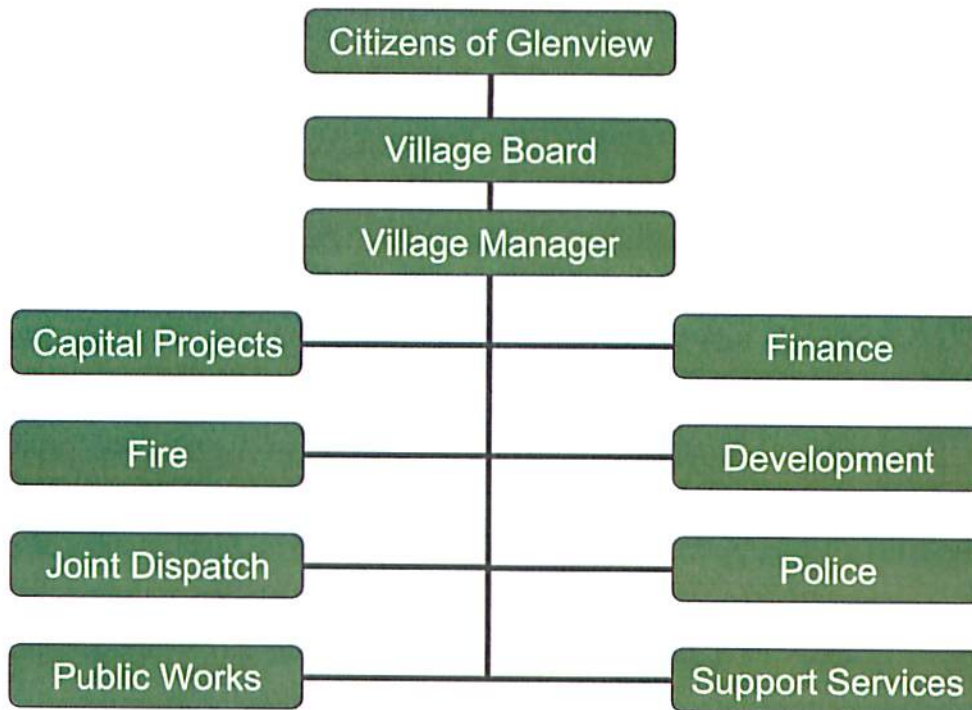 Citizens of Glenview
Village Board
Village Manager
Capital Projects
Finance
Fire
Development
Joint Dispatch
Police
Public Works
Support Services